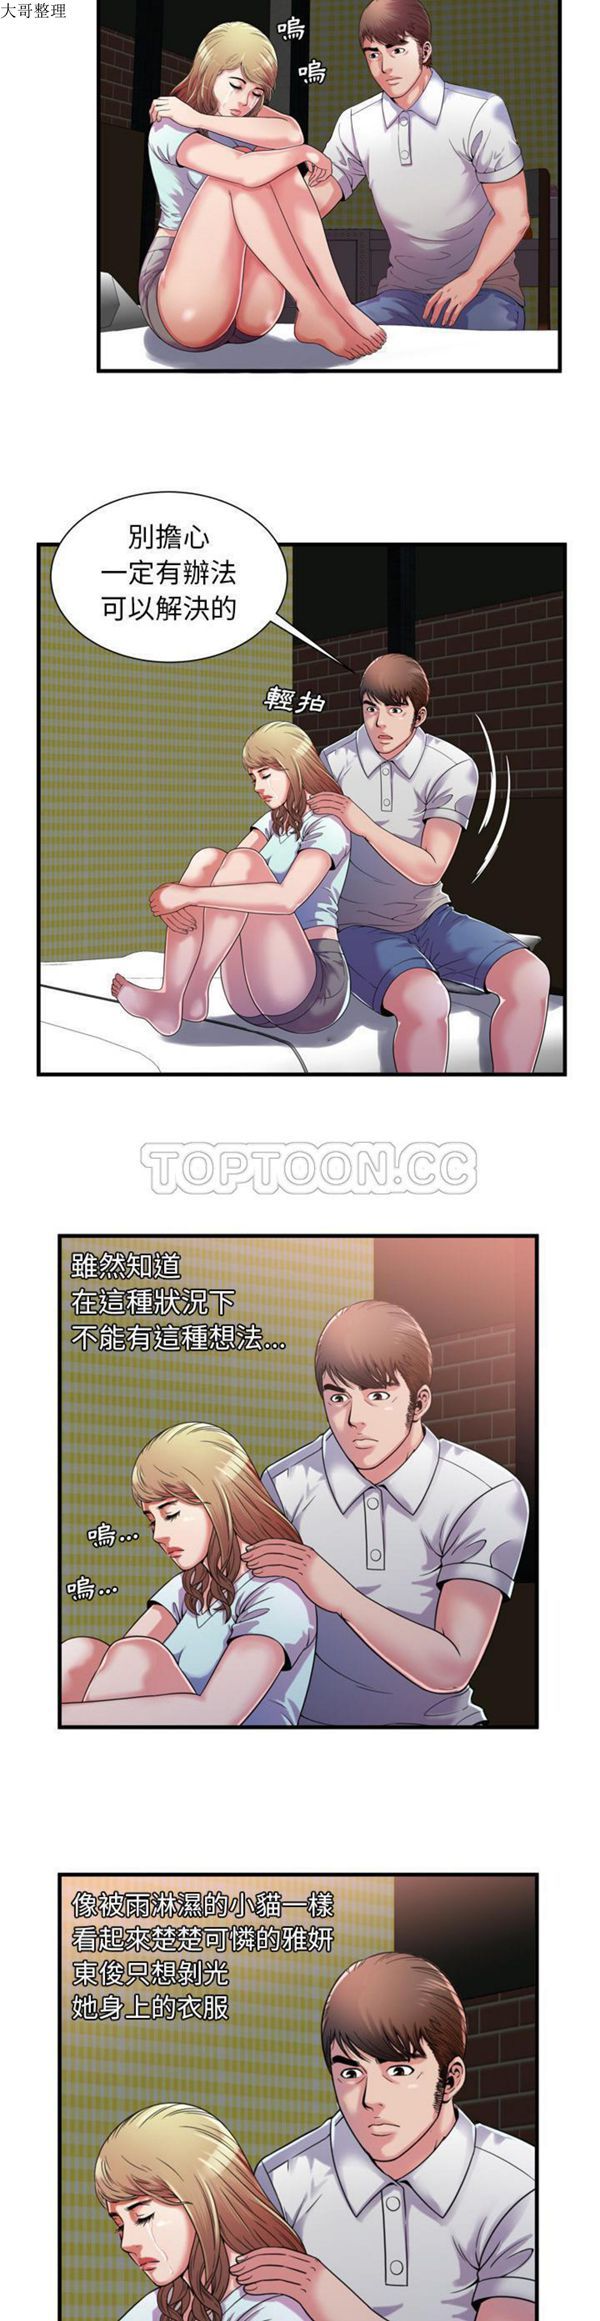 大哥整理
嗚
嗚
別擔心
一定有辦法
可以解決的
輕拍
TOPTOON.CC
雖然知道
在這種狀況下
不能有這種想法...
嗚...
嗚...
像被雨淋濕的小貓一樣
看起來楚楚可憐的雅妍
東俊只想剝光
她身上的衣服